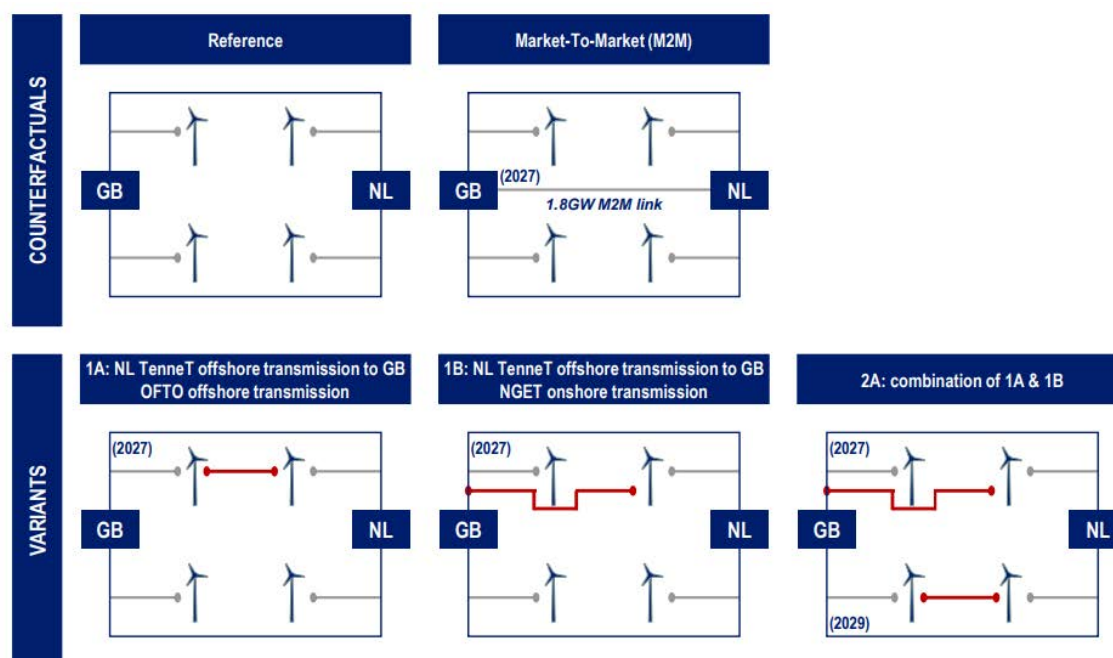 COUNTERFACTUALS
Reference
GB
NL
Market-To-Market (M2M)
(2027)
GB
NL
1.8GW M2M link
VARIANTS
1A: NL TenneT offshore transmission to GB
OFTO offshore transmission
(2027)
GB
NL
1B: NL TenneT offshore transmission to GB
NGET onshore transmission
(2027)
GB
NL
2A: combination of 1A & 1B
(2027)
GB
NL
(2029)